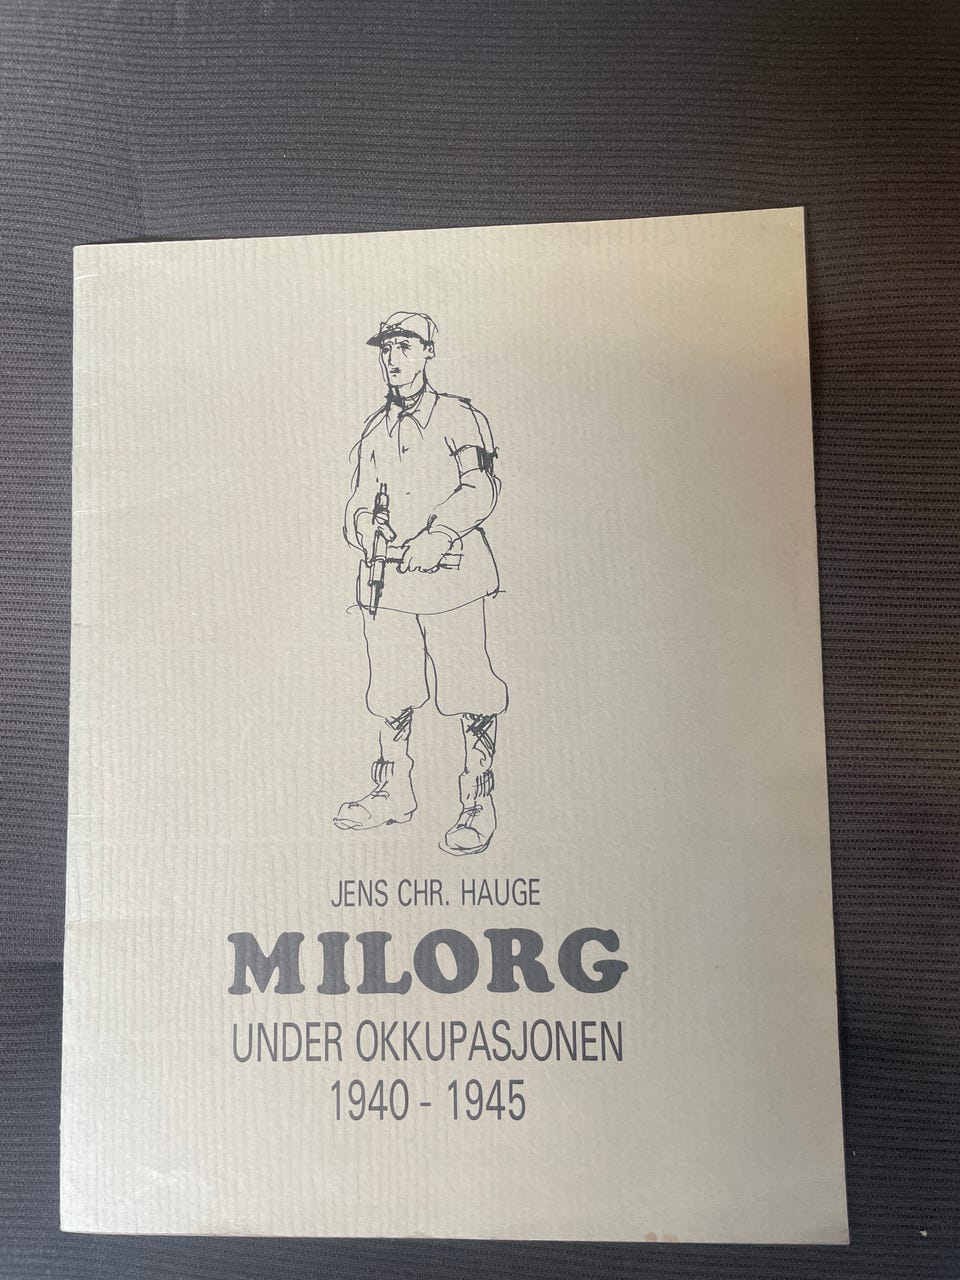 JENS CHR. HAUGE
MILORG
UNDER OKKUPASJONEN
1940 - 1945